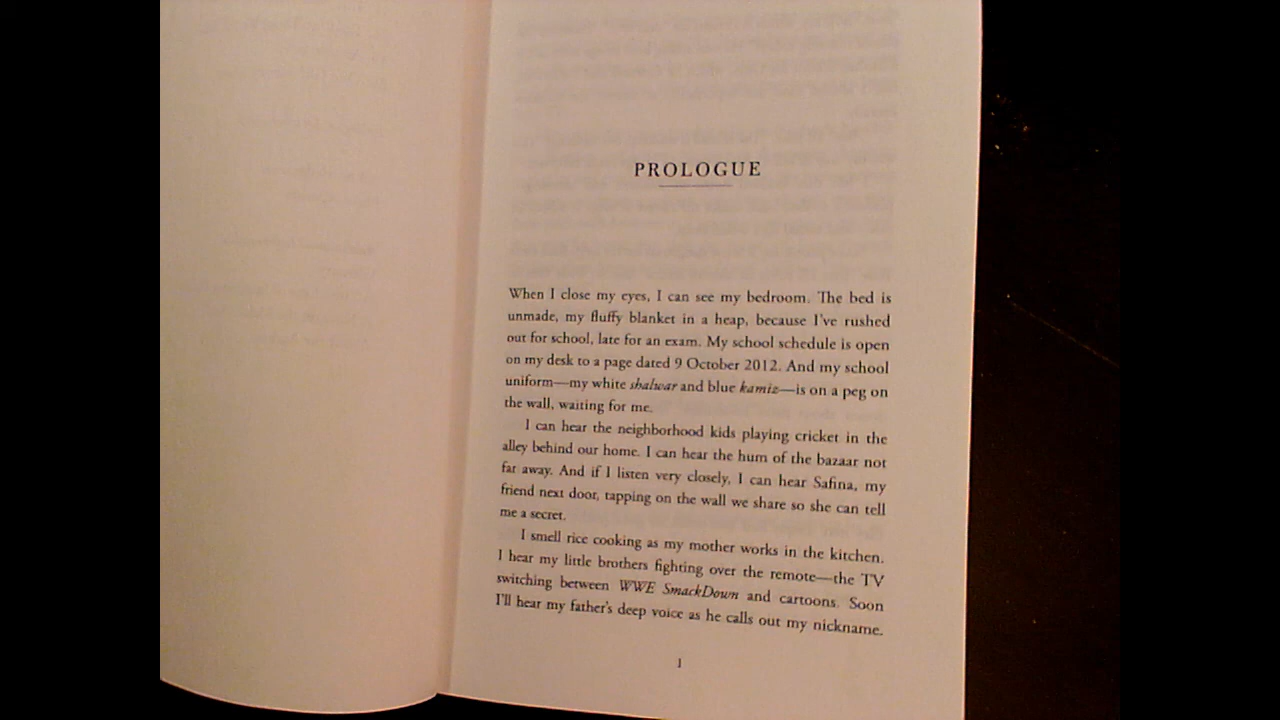 PROLOGUE
When I close my eyes, I can see my bedroom. The bed is
unmade, my fluffy blanket in a heap, because I've rushed
out for school, late for an exam. My school schedule is open
on my desk to a page dated 9 October 2012. And my school
uniform—my white shalwar and blue kamiz—is on a peg on
the wall, waiting for me.
I can hear the neighborhood kids playing cricket in the
alley behind our home. I can hear the hum of the bazaar not
far away. And if I listen very closely, I can hear Safina, my
friend next door, tapping on the wall we share so she can tell
me a secret.
I smell rice cooking as my mother works in the kitchen.
I hear my little brothers fighting over the remote—the TV
switching between WWE SmackDown and cartoons. Soon
I'll hear my father's deep voice as he calls out my nickname.
1